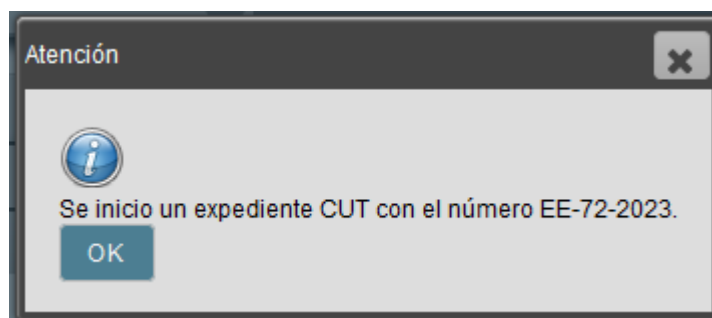 Atención
Se inicio un expediente CUT con el número EE-72-2023.
OK